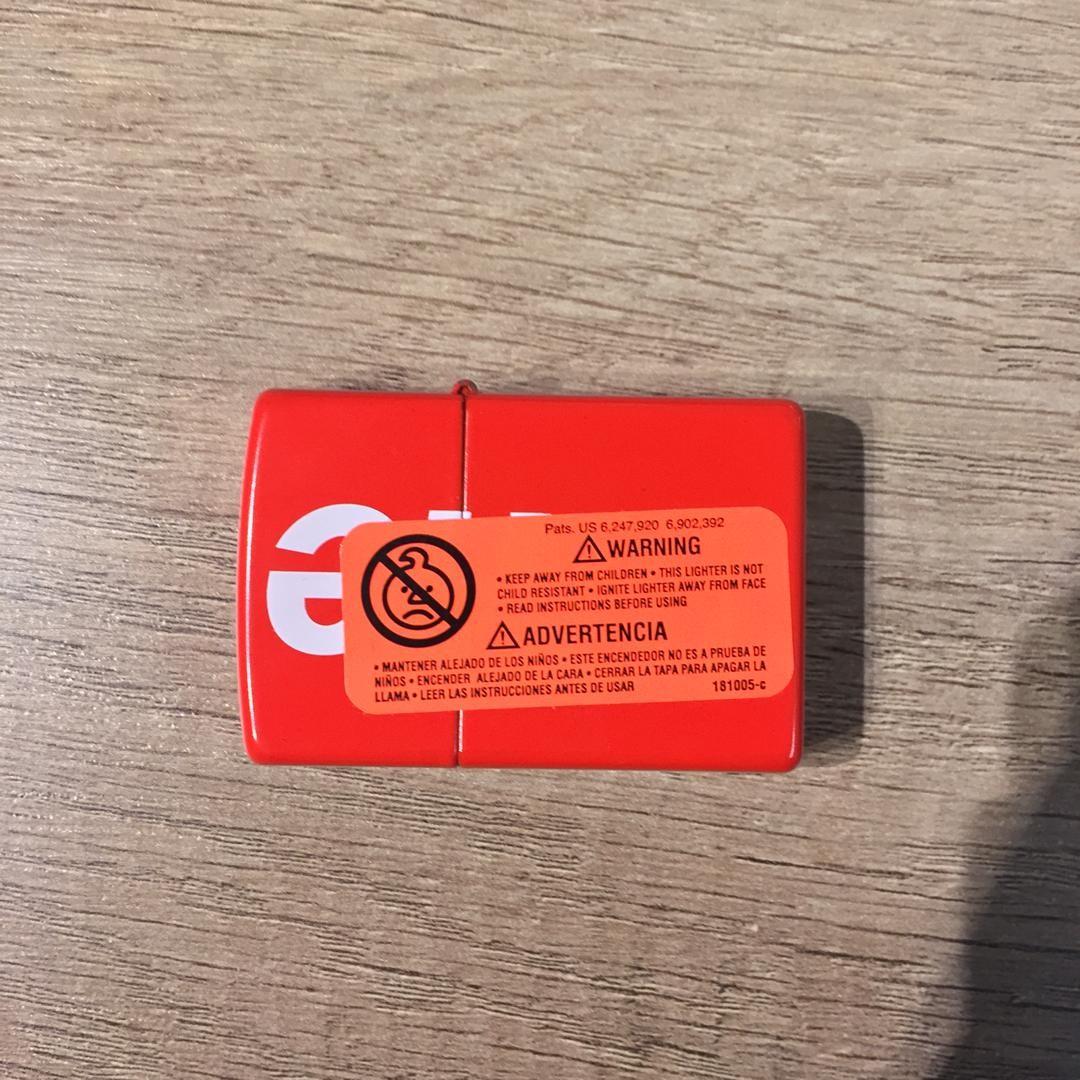 Pats. US 6,247,920 6,902,392
⚠WARNING
• KEEP AWAY FROM CHILDREN • THIS LIGHTER IS NOT
CHILD RESISTANT • IGNITE LIGHTER AWAY FROM FACE
• READ INSTRUCTIONS BEFORE USING
⚠ADVERTENCIA
• MANTENER ALEJADO DE LOS NIÑOS • ESTE ENCENDEDOR NO ES A PRUEBA DE
NIÑOS • ENCENDER ALEJADO DE LA CARA • CERRAR LA TAPA PARA APAGAR LA
LLAMA • LEER LAS INSTRUCCIONES ANTES DE USAR 181005-c